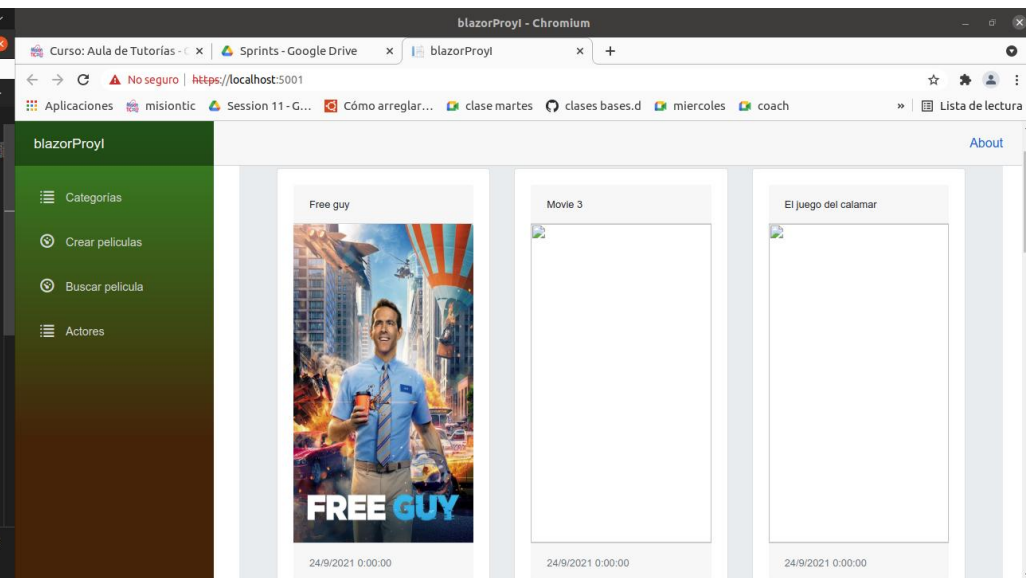 blazorProyI - Chromium
Curso: Aula de Tutorías - C
Sprints - Google Drive
blazorProyI
No seguro | https://localhost:5001
Aplicaciones misiontic Session 11 - G... Cómo arreglar... clase martes clases bases.d miercoles coach » Lista de lectura
blazorProyI
About
Categorías
Crear peliculas
Buscar pelicula
Actores
Free guy
Movie 3
El juego del calamar
FREE GUY
24/9/2021 0:00:00
24/9/2021 0:00:00
24/9/2021 0:00:00